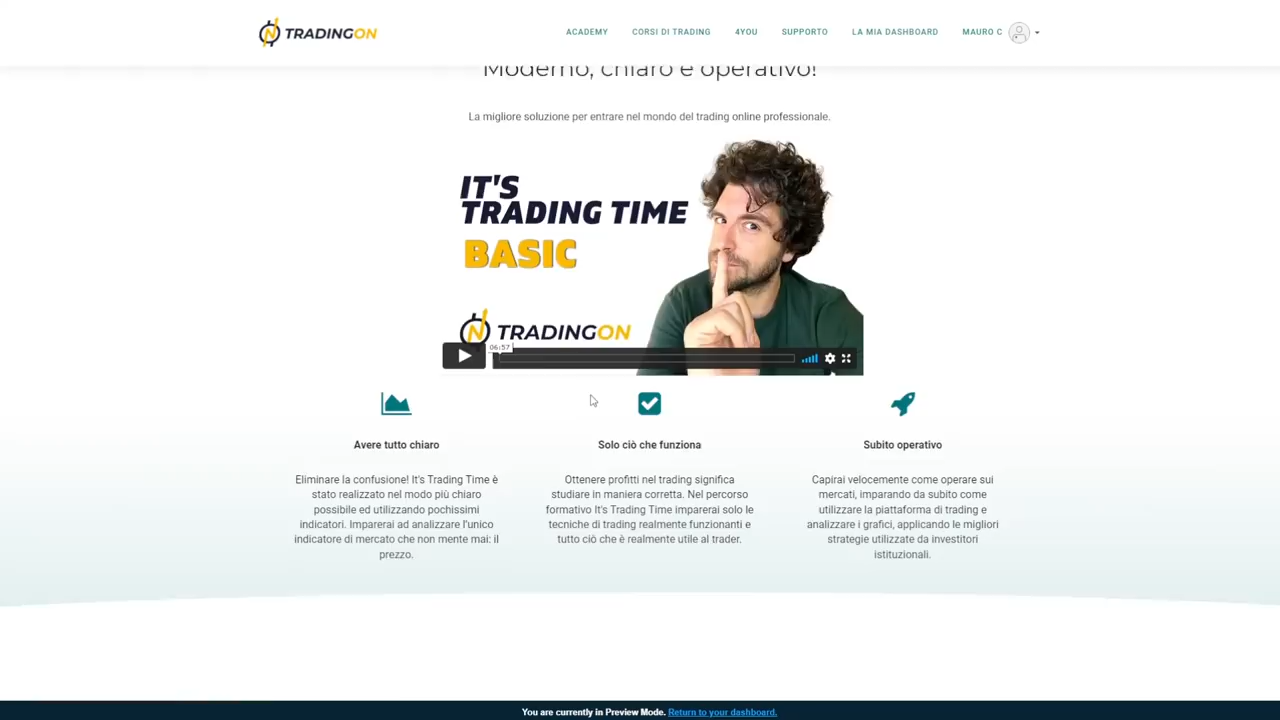 TRADINGON
ACADEMY
CORSI DI TRADING
4YOU
SUPPORTO
LA MIA DASHBOARD
MAURO C
Moderno, chiaro e operativo!
La migliore soluzione per entrare nel mondo del trading online professionale.
IT'S
TRADING TIME
BASIC
TRADINGON
06:57
Avere tutto chiaro
Eliminare la confusione! It's Trading Time è
stato realizzato nel modo più chiaro
possibile ed utilizzando pochissimi
indicatori. Imparerai ad analizzare l'unico
indicatore di mercato che non mente mai: il
prezzo.
Solo ciò che funziona
Ottenere profitti nel trading significa
studiare in maniera corretta. Nel percorso
formativo It's Trading Time imparerai solo le
tecniche di trading realmente funzionanti e
tutto ciò che è realmente utile al trader.
Subito operativo
Capirai velocemente come operare sui
mercati, imparando da subito come
utilizzare la piattaforma di trading e
analizzare i grafici, applicando le migliori
strategie utilizzate da investitori
istituzionali.
You are currently in Preview Mode. Return to your dashboard.